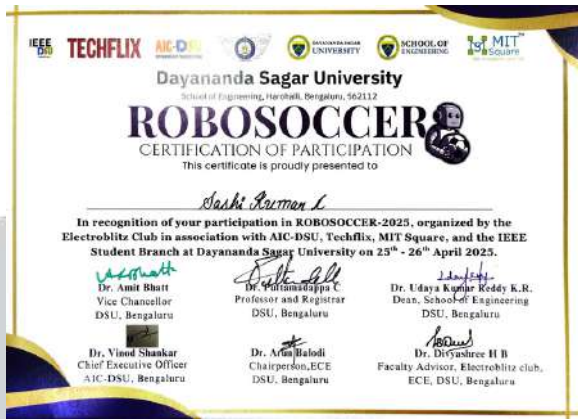 IEEE DSU TECHFLIX AIC-DSU DAYANANDA SAGAR UNIVERSITY SCHOOL OF ENGINEERING MIT Square
Dayananda Sagar University
School of Engineering, Harohalli, Bengaluru, 562112
ROBOSOCCER
CERTIFICATION OF PARTICIPATION
This certificate is proudly presented to
Sashi Kumar L
In recognition of your participation in ROBOSOCCER-2025, organized by the
Electroblitz Club in association with AIC-DSU, Techflix, MIT Square, and the IEEE
Student Branch at Dayananda Sagar University on 25th - 26th April 2025.
Dr. Amit Bhatt
Vice Chancellor
DSU, Bengaluru
Dr. Puttamadappa C
Professor and Registrar
DSU, Bengaluru
Dr. Udaya Kumar Reddy K.R.
Dean, School of Engineering
DSU, Bengaluru
Dr. Vinod Shankar
Chief Executive Officer
AIC-DSU, Bengaluru
Dr. Arun Balodi
Chairperson,ECE
DSU, Bengaluru
Dr. Divyashree H B
Faculty Advisor, Electroblitz club,
ECE, DSU, Bengaluru